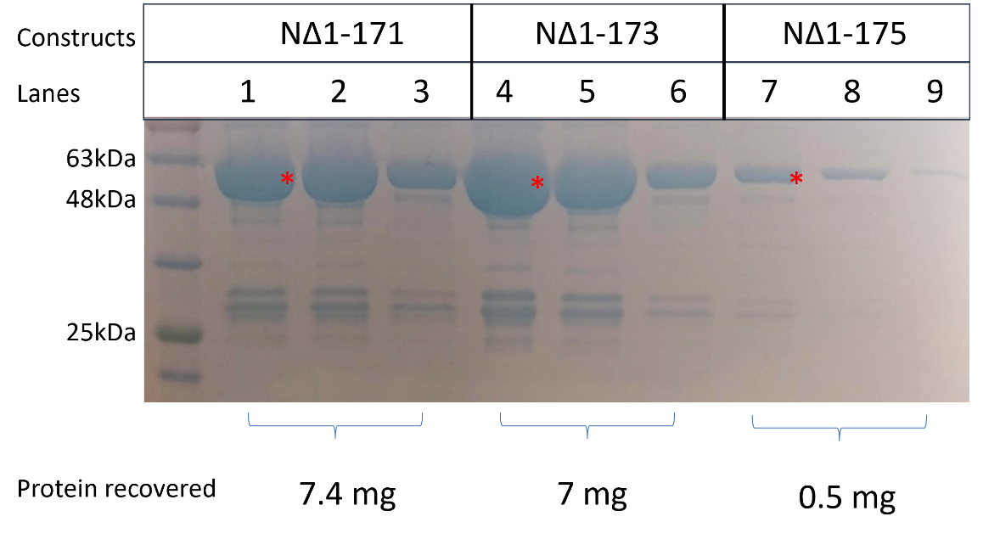 Constructs NΔ1-171 NΔ1-173 NΔ1-175
Lanes 1 2 3 4 5 6 7 8 9
63kDa
* * *
48kDa
25kDa
Protein recovered 7.4 mg 7 mg 0.5 mg